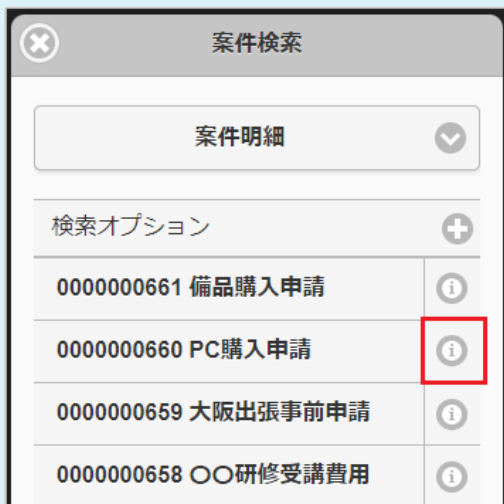 案件検索
案件明細
検索オプション
0000000661 備品購入申請
0000000660 PC購入申請
0000000659 大阪出張事前申請
0000000658 〇〇研修受講費用